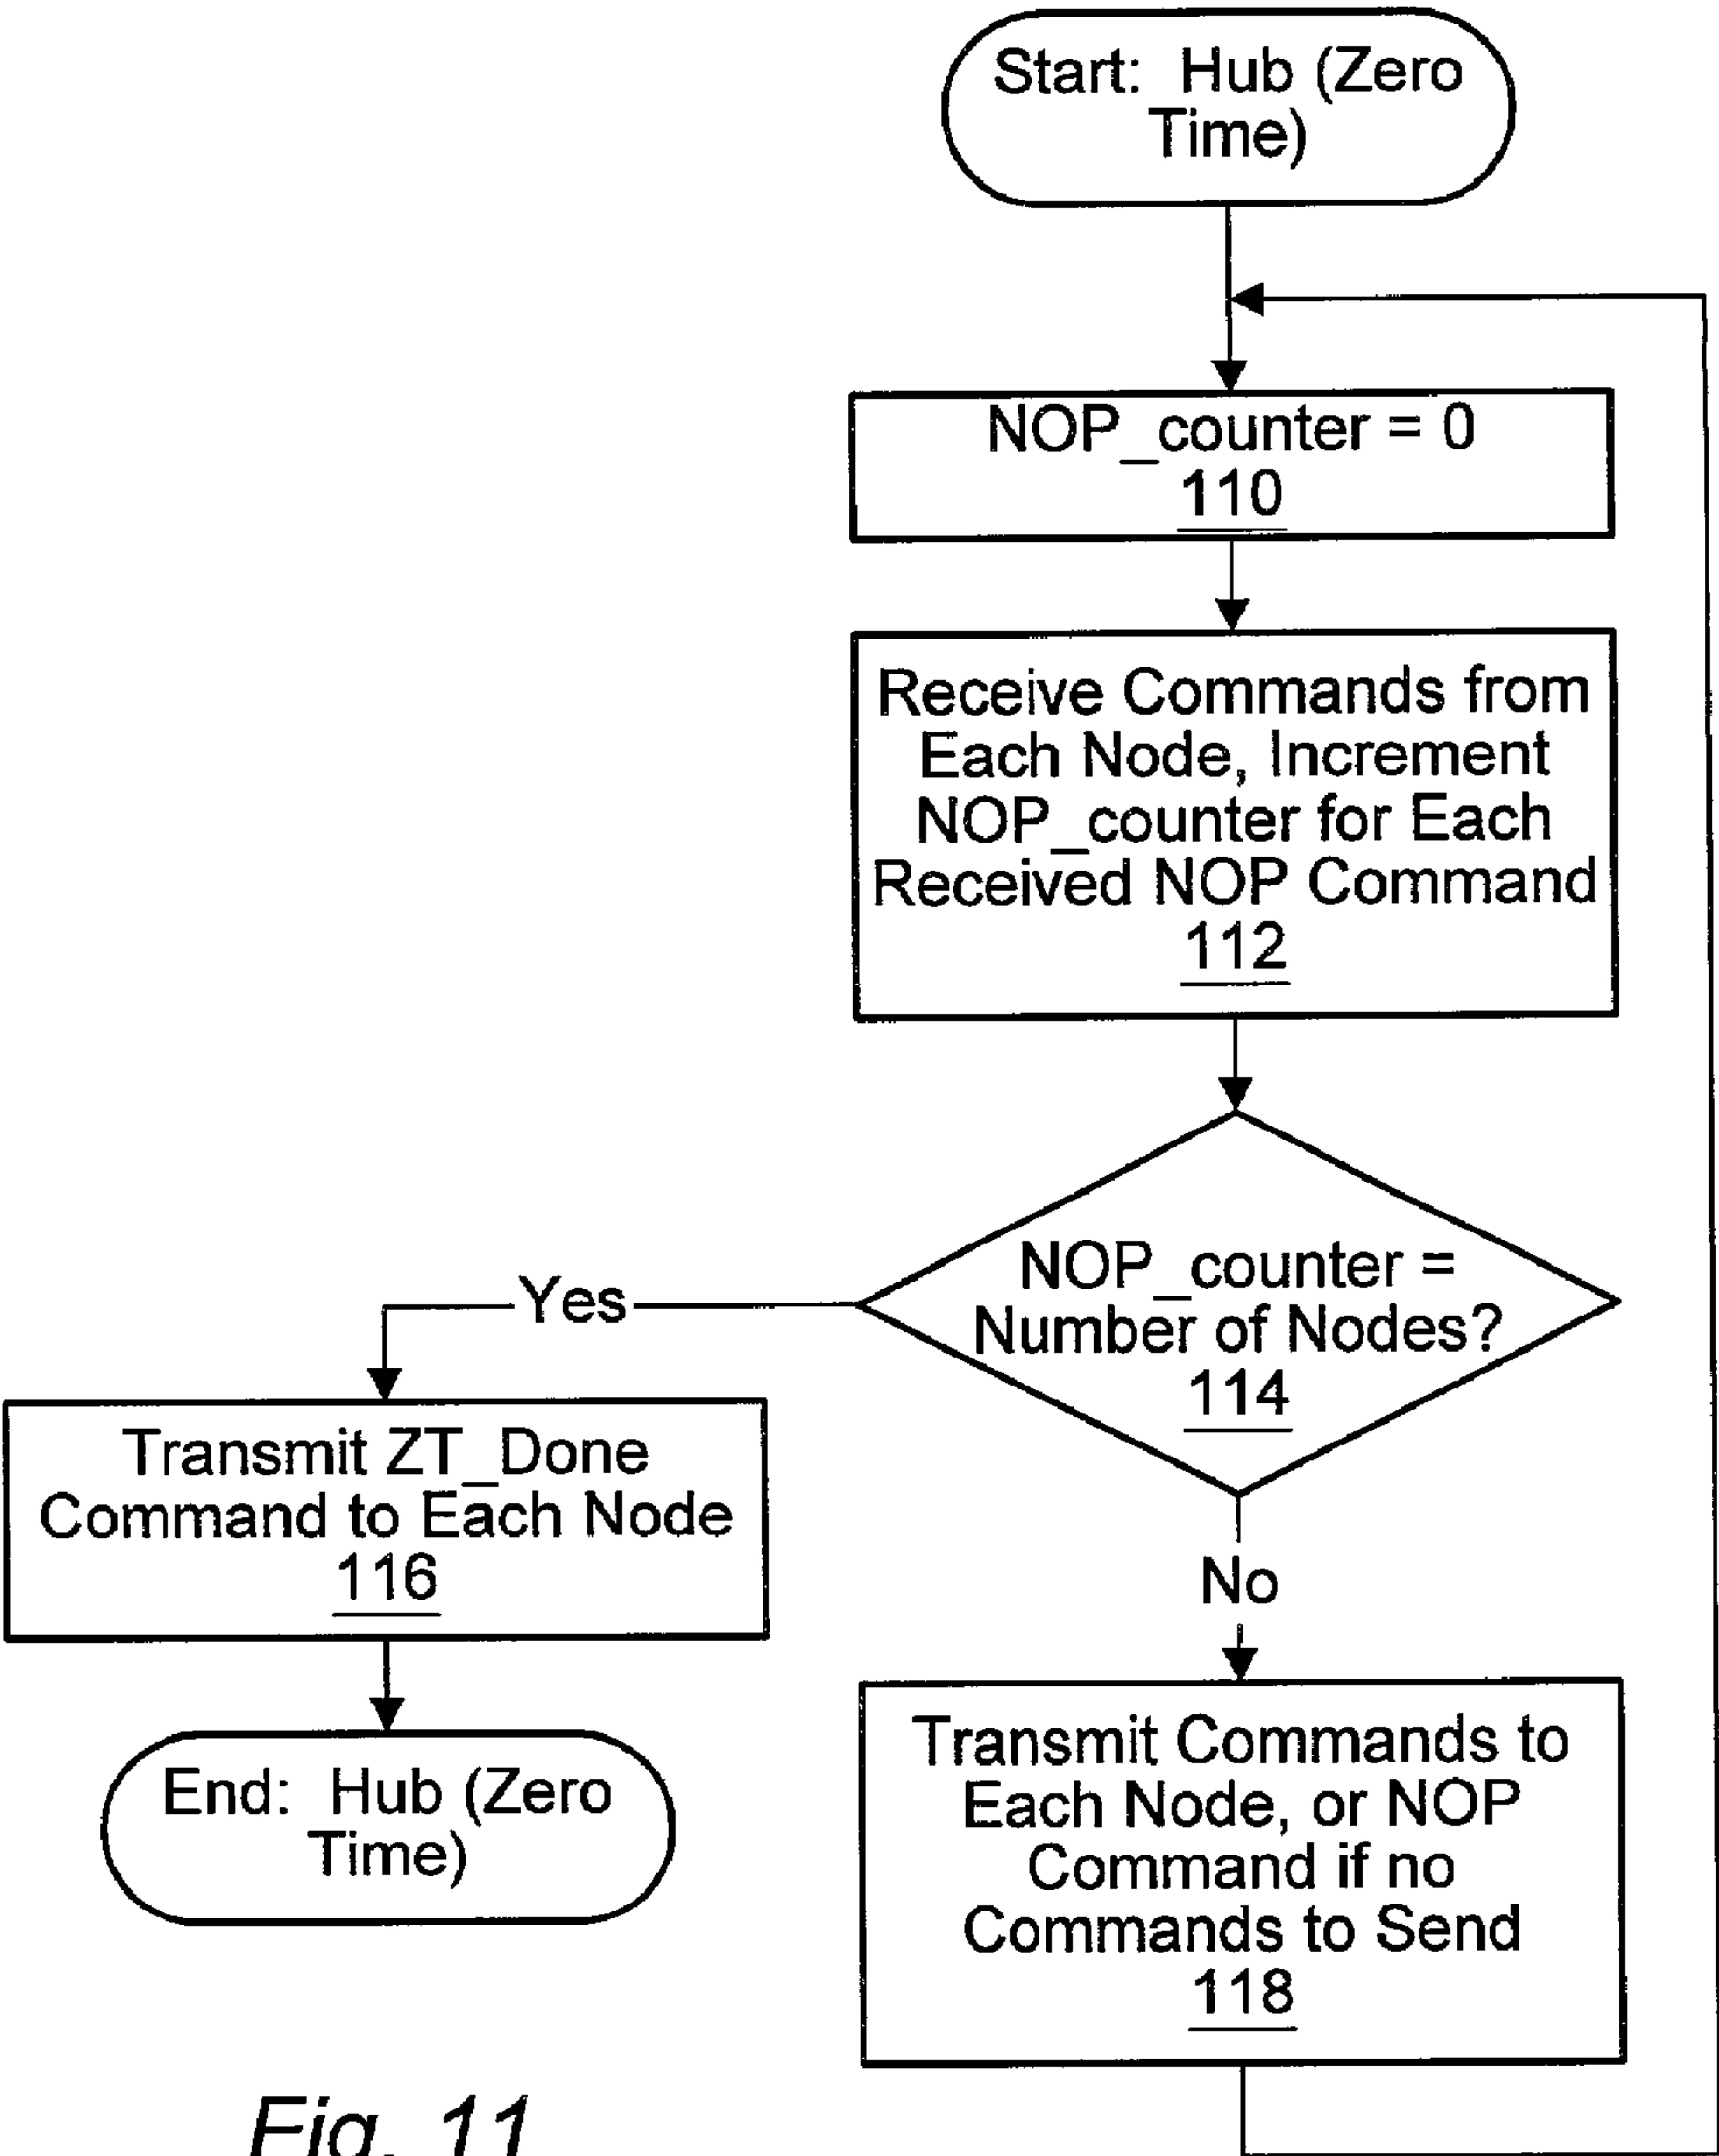 Start: Hub (Zero
Time)
NOP_counter = 0
110
Receive Commands from
Each Node, Increment
NOP_counter for Each
Received NOP Command
112
NOP_counter =
Number of Nodes?
114
Yes
Transmit ZT_Done
Command to Each Node
116
End: Hub (Zero
Time)
No
Transmit Commands to
Each Node, or NOP
Command if no
Commands to Send
118
Fig. 11